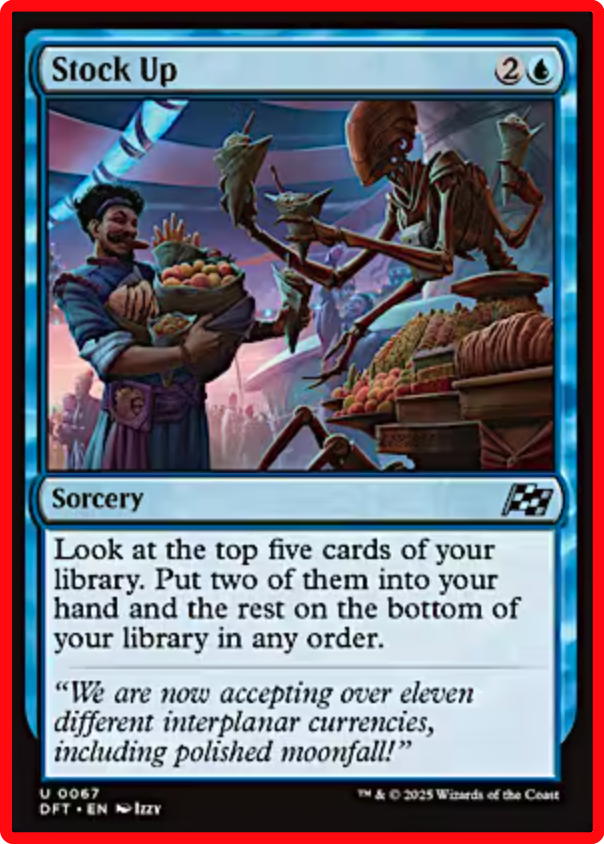 Stock Up 2
Sorcery
Look at the top five cards of your
library. Put two of them into your
hand and the rest on the bottom of
your library in any order.
“We are now accepting over eleven
different interplanar currencies,
including polished moonfall!”
U 0067
DFT • EN Izzy
™ & © 2025 Wizards of the Coast